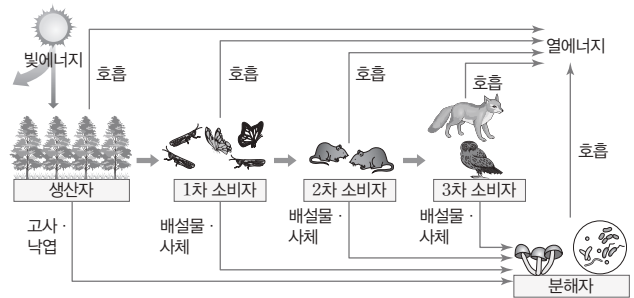 빛에너지
호흡
호흡
호흡
호흡
열에너지
호흡
생산자
1차 소비자
2차 소비자
3차 소비자
고사·
낙엽
배설물·
사체
배설물·
사체
배설물·
사체
분해자